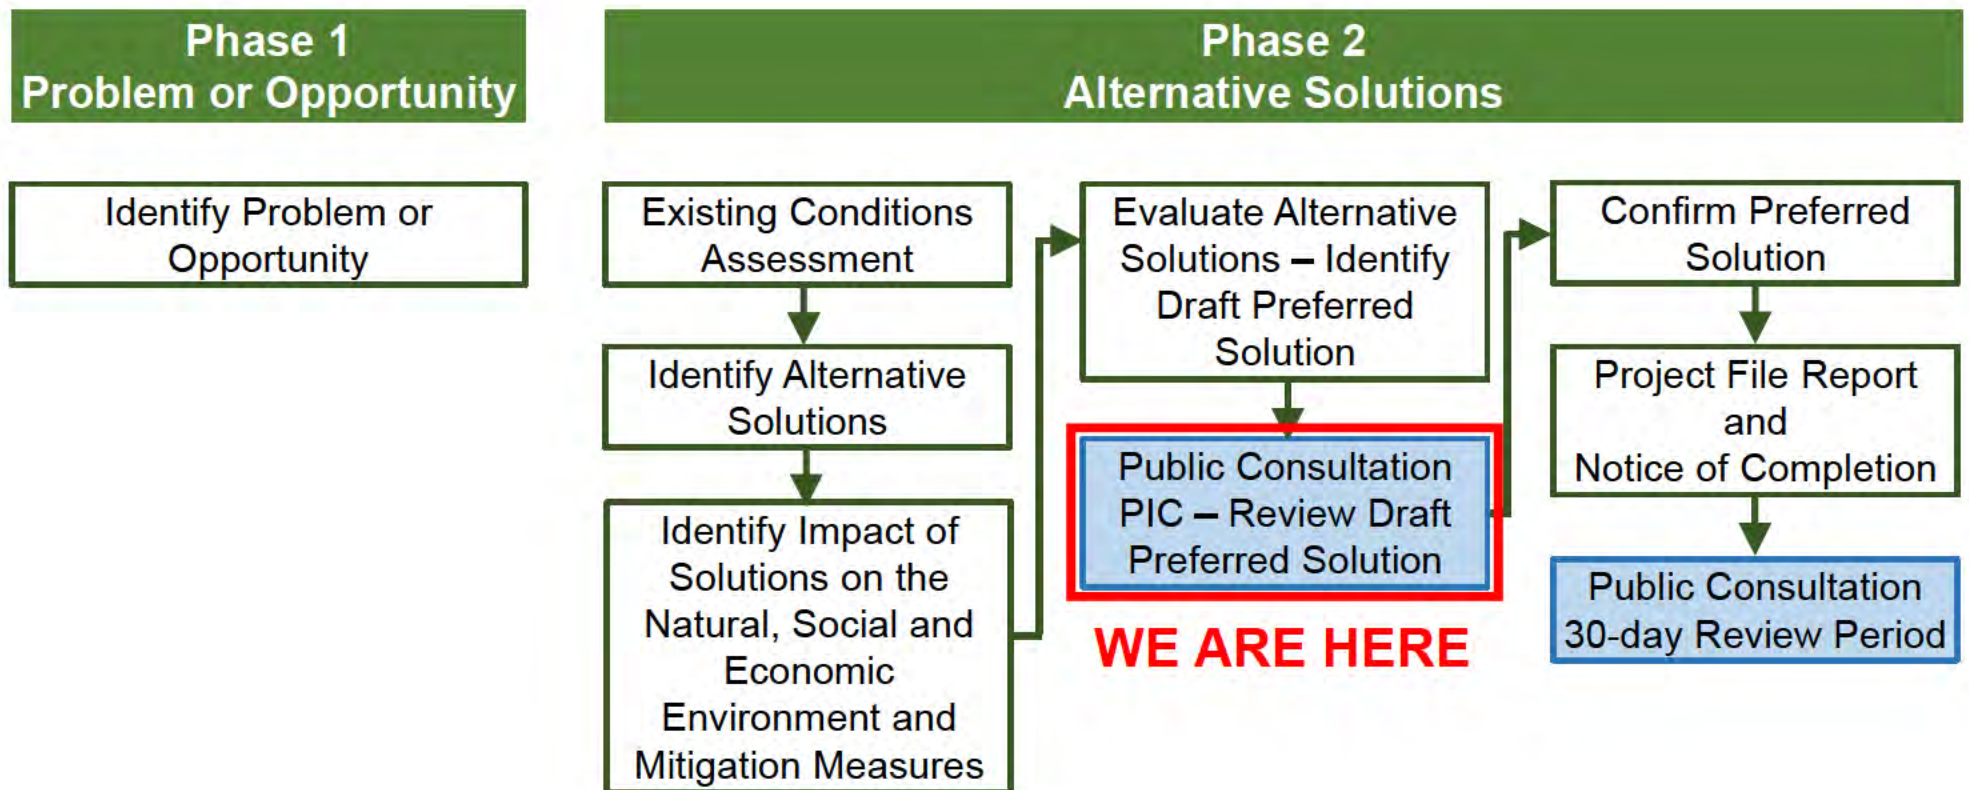 Phase 1
Problem or Opportunity
Identify Problem or
Opportunity
Phase 2
Alternative Solutions
Existing Conditions
Assessment
Identify Alternative
Solutions
Identify Impact of
Solutions on the
Natural, Social and
Economic
Environment and
Mitigation Measures
Evaluate Alternative
Solutions – Identify
Draft Preferred
Solution
Public Consultation
PIC – Review Draft
Preferred Solution
WE ARE HERE
Confirm Preferred
Solution
Project File Report
and
Notice of Completion
Public Consultation
30-day Review Period